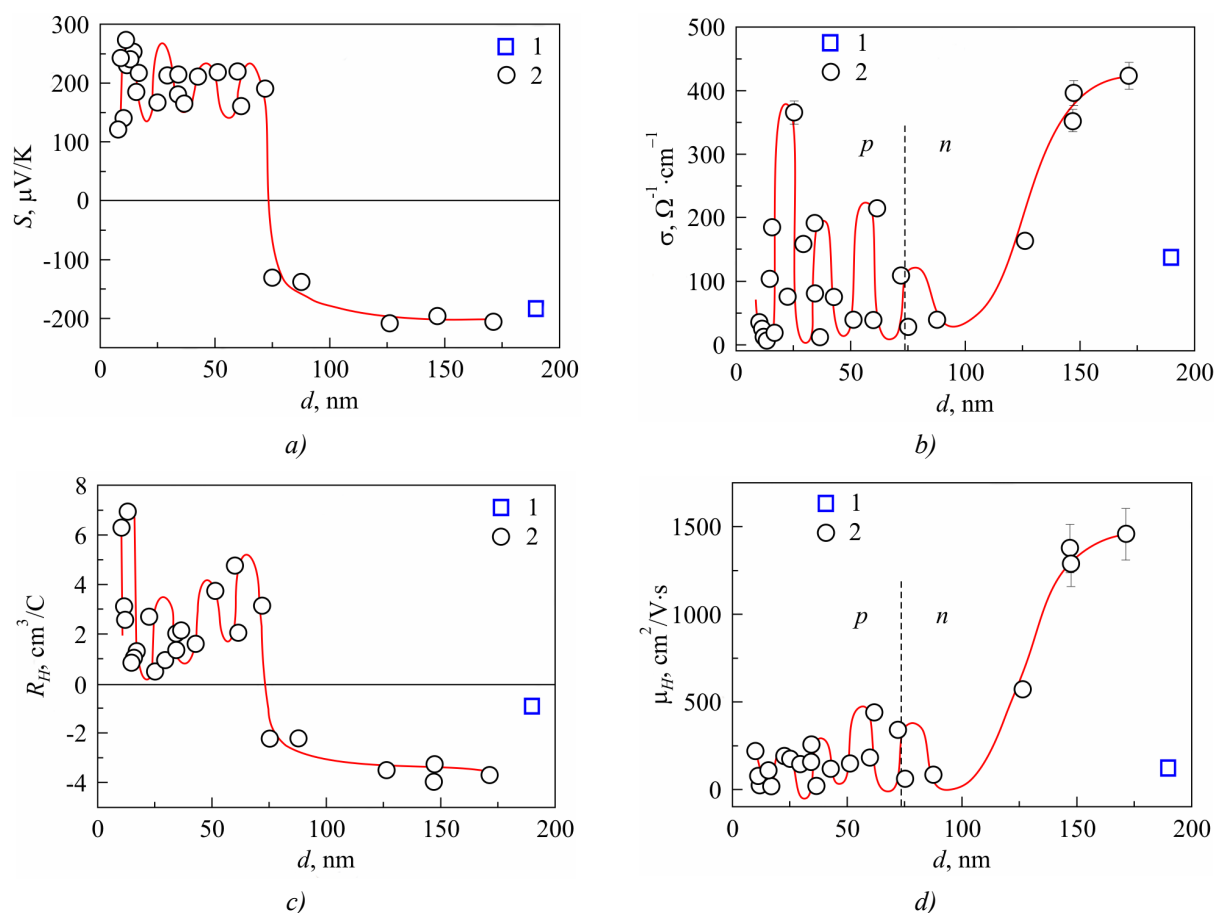 300
200
100
0
-100
-200
S, μV/K
0 50 100 150 200
d, nm
1
2
a)
500
400
300
200
100
0
σ, Ω⁻¹·cm⁻¹
0 50 100 150 200
d, nm
1
2
p n
b)
8
6
4
2
0
-2
-4
R_H, cm³/C
0 50 100 150 200
d, nm
1
2
c)
1500
1000
500
0
μ_H, cm²/V·s
0 50 100 150 200
d, nm
1
2
p n
d)